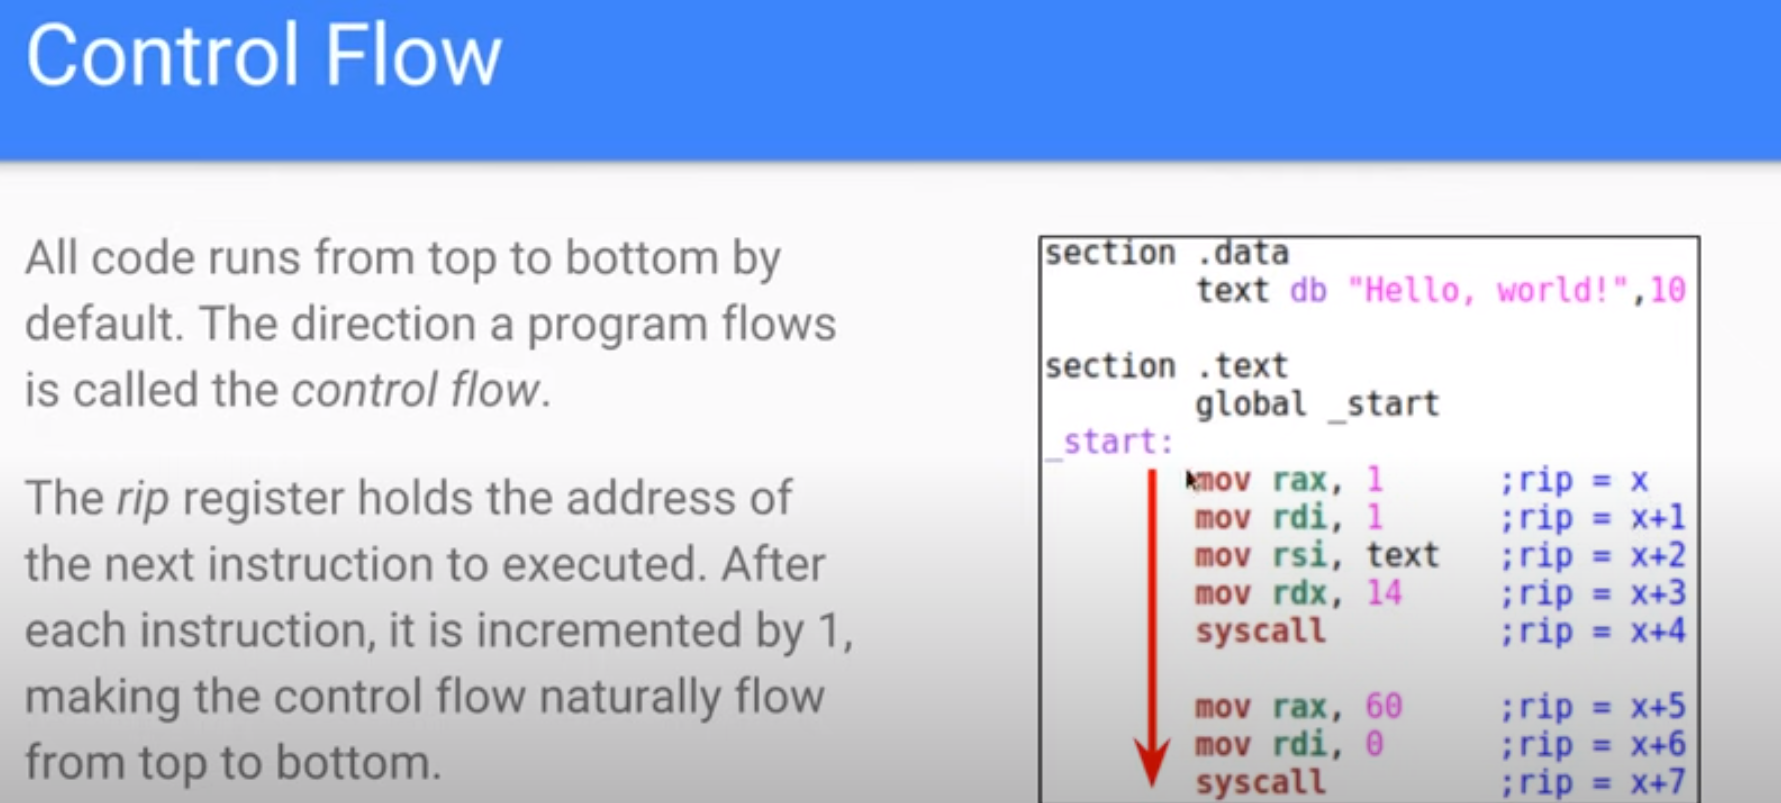 Control Flow
All code runs from top to bottom by
default. The direction a program flows
is called the control flow.
The rip register holds the address of
the next instruction to executed. After
each instruction, it is incremented by 1,
making the control flow naturally flow
from top to bottom.
section .data
text db "Hello, world!",10
section .text
global _start
_start:
mov rax, 1 ;rip = x
mov rdi, 1 ;rip = x+1
mov rsi, text ;rip = x+2
mov rdx, 14 ;rip = x+3
syscall ;rip = x+4
mov rax, 60 ;rip = x+5
mov rdi, 0 ;rip = x+6
syscall ;rip = x+7